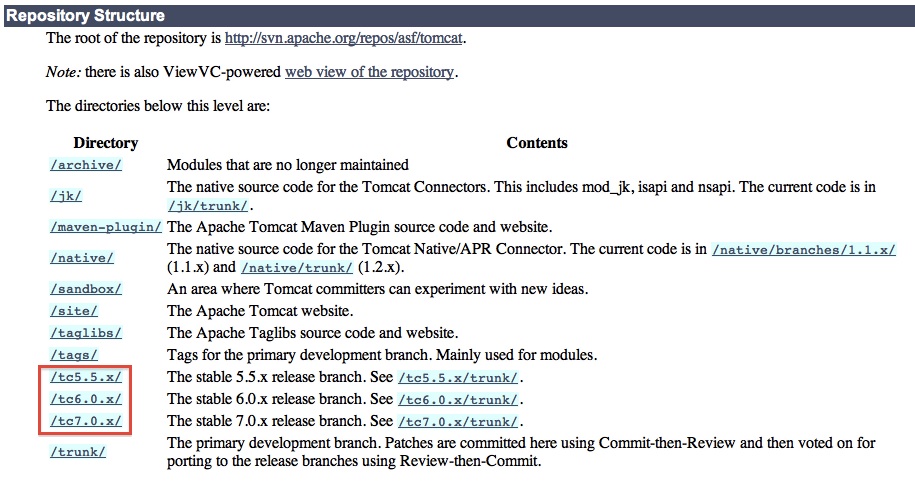 Repository Structure
The root of the repository is http://svn.apache.org/repos/asf/tomcat.
Note: there is also ViewVC-powered web view of the repository.
The directories below this level are:
Directory Contents
/archive/ Modules that are no longer maintained
/jk/ The native source code for the Tomcat Connectors. This includes mod_jk, isapi and nsapi. The current code is in
/jk/trunk/.
/maven-plugin/ The Apache Tomcat Maven Plugin source code and website.
/native/ The native source code for the Tomcat Native/APR Connector. The current code is in /native/branches/1.1.x/
(1.1.x) and /native/trunk/ (1.2.x).
/sandbox/ An area where Tomcat committers can experiment with new ideas.
/site/ The Apache Tomcat website.
/taglibs/ The Apache Taglibs source code and website.
/tags/ Tags for the primary development branch. Mainly used for modules.
/tc5.5.x/ The stable 5.5.x release branch. See /tc5.5.x/trunk/.
/tc6.0.x/ The stable 6.0.x release branch. See /tc6.0.x/trunk/.
/tc7.0.x/ The stable 7.0.x release branch. See /tc7.0.x/trunk/.
/trunk/ The primary development branch. Patches are committed here using Commit-then-Review and then voted on for
porting to the release branches using Review-then-Commit.